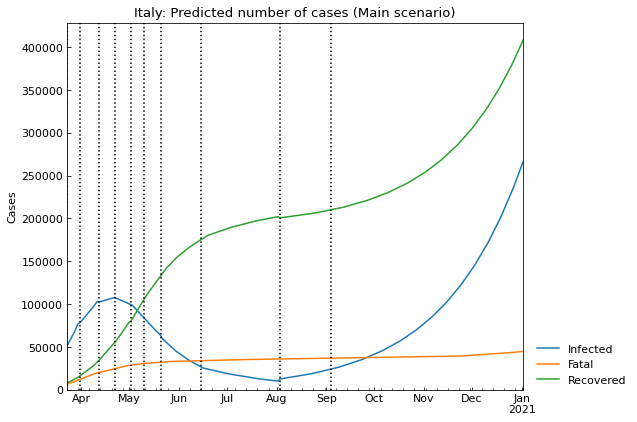 Italy: Predicted number of cases (Main scenario)
Cases
400000
350000
300000
250000
200000
150000
100000
50000
0
Apr May Jun Jul Aug Sep Oct Nov Dec Jan
2021
Infected
Fatal
Recovered